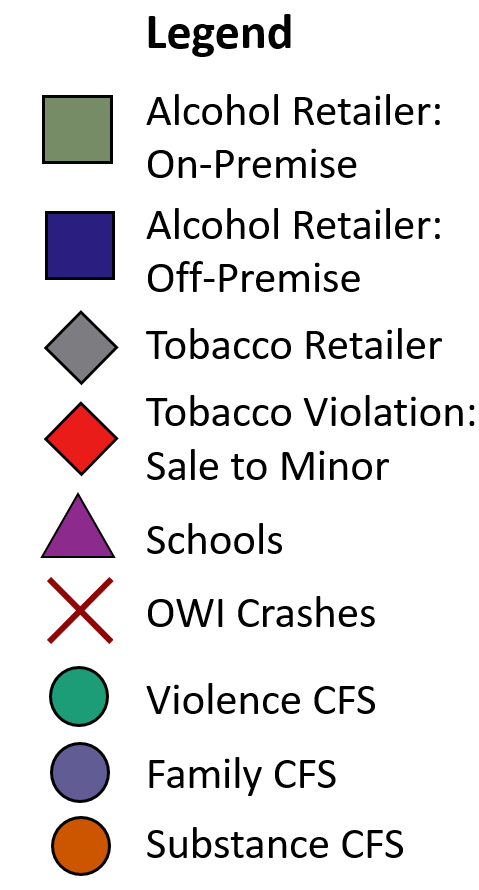 Legend
Alcohol Retailer:
On-Premise
Alcohol Retailer:
Off-Premise
Tobacco Retailer
Tobacco Violation:
Sale to Minor
Schools
OWI Crashes
Violence CFS
Family CFS
Substance CFS